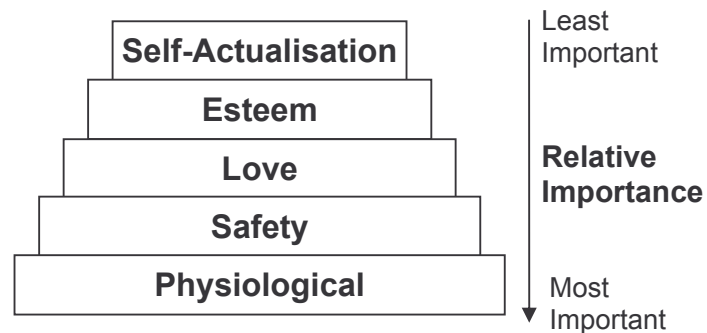 Self-Actualisation
Esteem
Love
Safety
Physiological
Least
Important
Relative
Importance
Most
Important